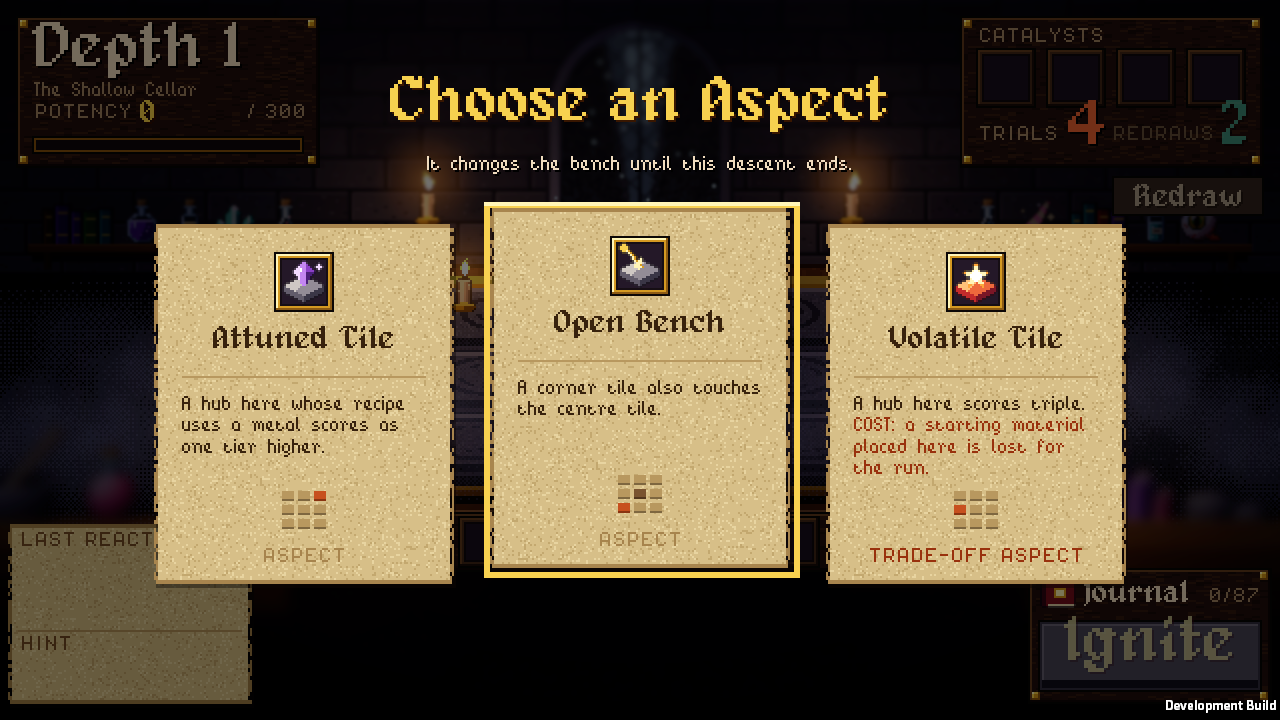 Depth 1
The Shallow Cellar
POTENCY 0 / 300
CATALYSTS
TRIALS 4 REDRAWS 2
Redraw
Choose an Aspect
It changes the bench until this descent ends.
Attuned Tile
A hub here whose recipe
uses a metal scores as
one tier higher.
ASPECT
Open Bench
A corner tile also touches
the centre tile.
ASPECT
Volatile Tile
A hub here scores triple.
COST: a starting material
placed here is lost for
the run.
TRADE-OFF ASPECT
LAST REACT
HINT
Journal 0/87
Ignite
Development Build